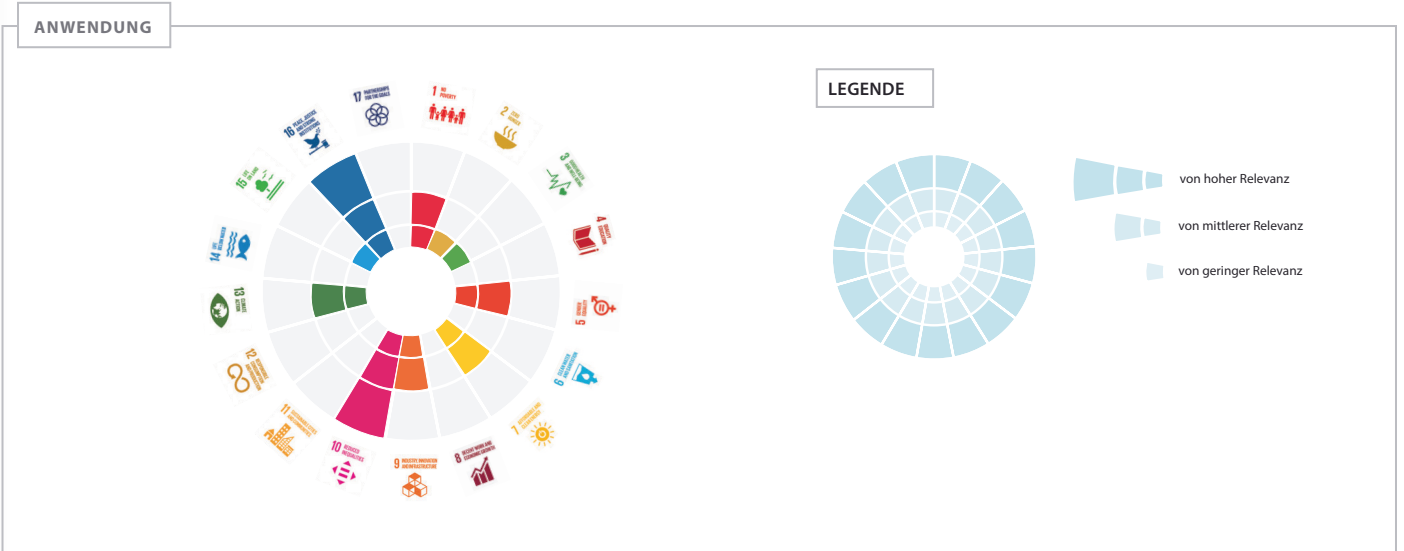 ANWENDUNG
LEGENDE
von hoher Relevanz
von mittlerer Relevanz
von geringer Relevanz
1 NO
POVERTY
2 ZERO
HUNGER
3 GOOD HEALTH
AND WELL-BEING
4 QUALITY
EDUCATION
5 GENDER
EQUALITY
6 CLEAN WATER
AND SANITATION
7 AFFORDABLE AND
CLEAN ENERGY
8 DECENT WORK AND
ECONOMIC GROWTH
9 INDUSTRY, INNOVATION
AND INFRASTRUCTURE
10 REDUCED
INEQUALITIES
11 SUSTAINABLE CITIES
AND COMMUNITIES
12 RESPONSIBLE
CONSUMPTION
AND PRODUCTION
13 CLIMATE
ACTION
14 LIFE
BELOW WATER
15 LIFE
ON LAND
16 PEACE, JUSTICE
AND STRONG
INSTITUTIONS
17 PARTNERSHIPS
FOR THE GOALS